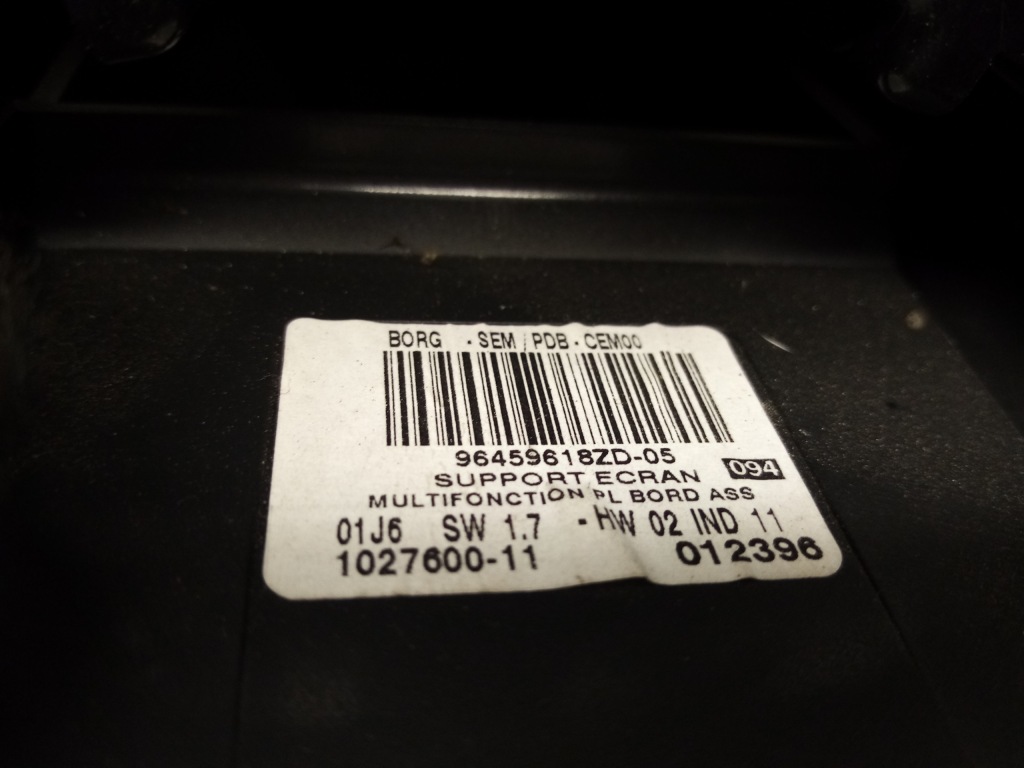 BORG - SEM / PDB - CEM00
96459618ZD-05
SUPPORT ECRAN 094
MULTIFONCTION PL BORD ASS
01J6 SW 1.7 - HW 02 IND 11
1027600-11 012396